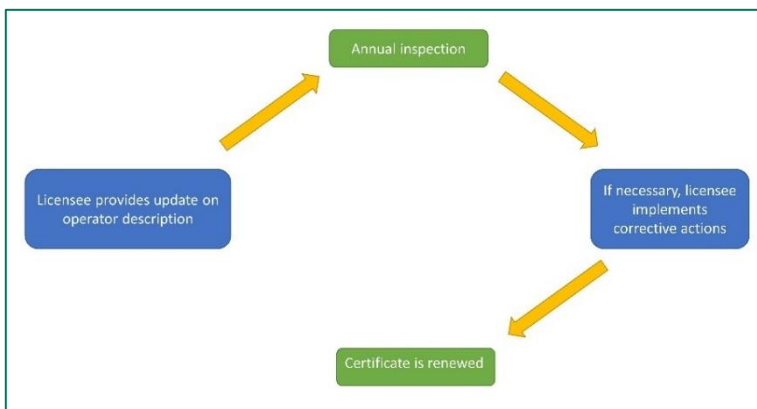 Annual inspection
Licensee provides update on
operator description
If necessary, licensee
implements
corrective actions
Certificate is renewed